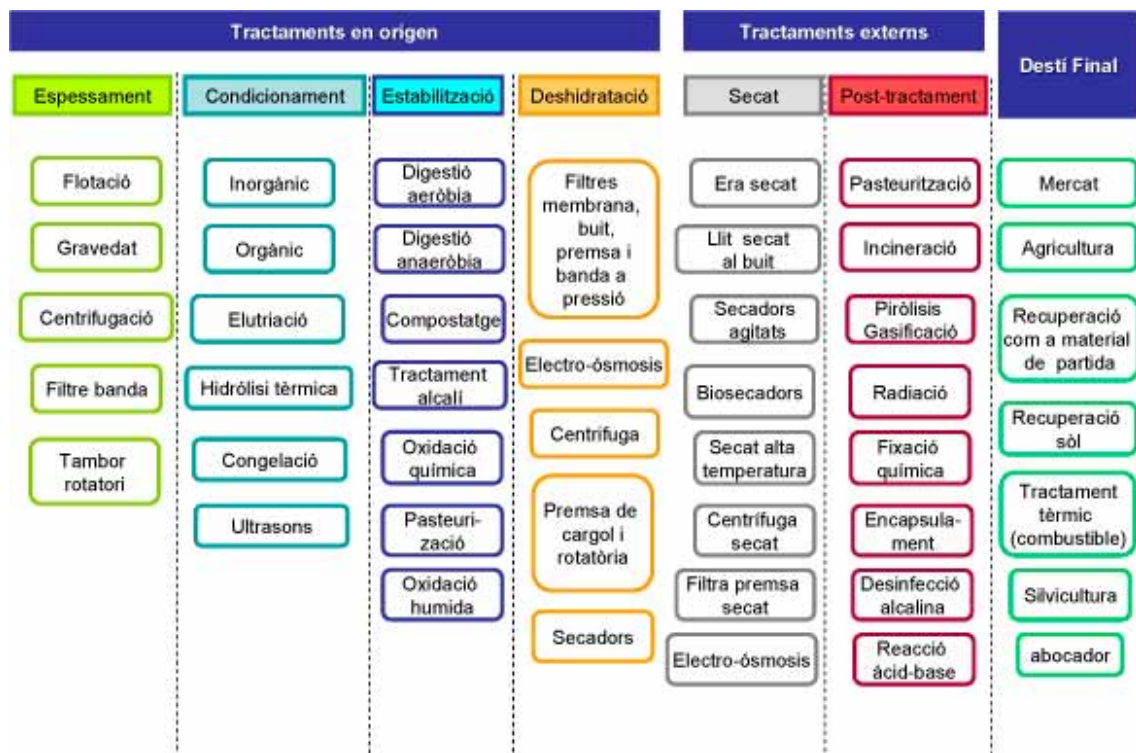 Tractaments en origen
Tractaments externs
Destí Final
Espessament
Condicionament
Estabilització
Deshidratació
Secat
Post-tractament
Flotació
Gravedat
Centrifugació
Filtre banda
Tambor
rotatori
Inorgánic
Orgànic
Elutriació
Hidrólisi tèrmica
Congelació
Ultrasons
Digestió
aeròbia
Digestió
anaeròbia
Compostatge
Tractament
alcalí
Oxidació
química
Pasteuri-
zació
Oxidació
humida
Filtres
membrana,
buit,
premsa i
banda a
pressió
Electro-ósmosis
Centrifuga
Premsa de
cargol i
rotatòria
Secadors
Era secat
Llit secat
al buit
Secadors
agitats
Biosecadors
Secat alta
temperatura
Centrífuga
secat
Filtra premsa
secat
Electro-ósmosis
Pasteurització
Incineració
Piròlisis
Gasificació
Radiació
Fixació
química
Encapsula-
ment
Desinfecció
alcalina
Reacció
àcid-base
Mercat
Agricultura
Recuperació
com a material
de partida
Recuperació
sòl
Tractament
tèrmic
(combustible)
Silvicultura
abocador